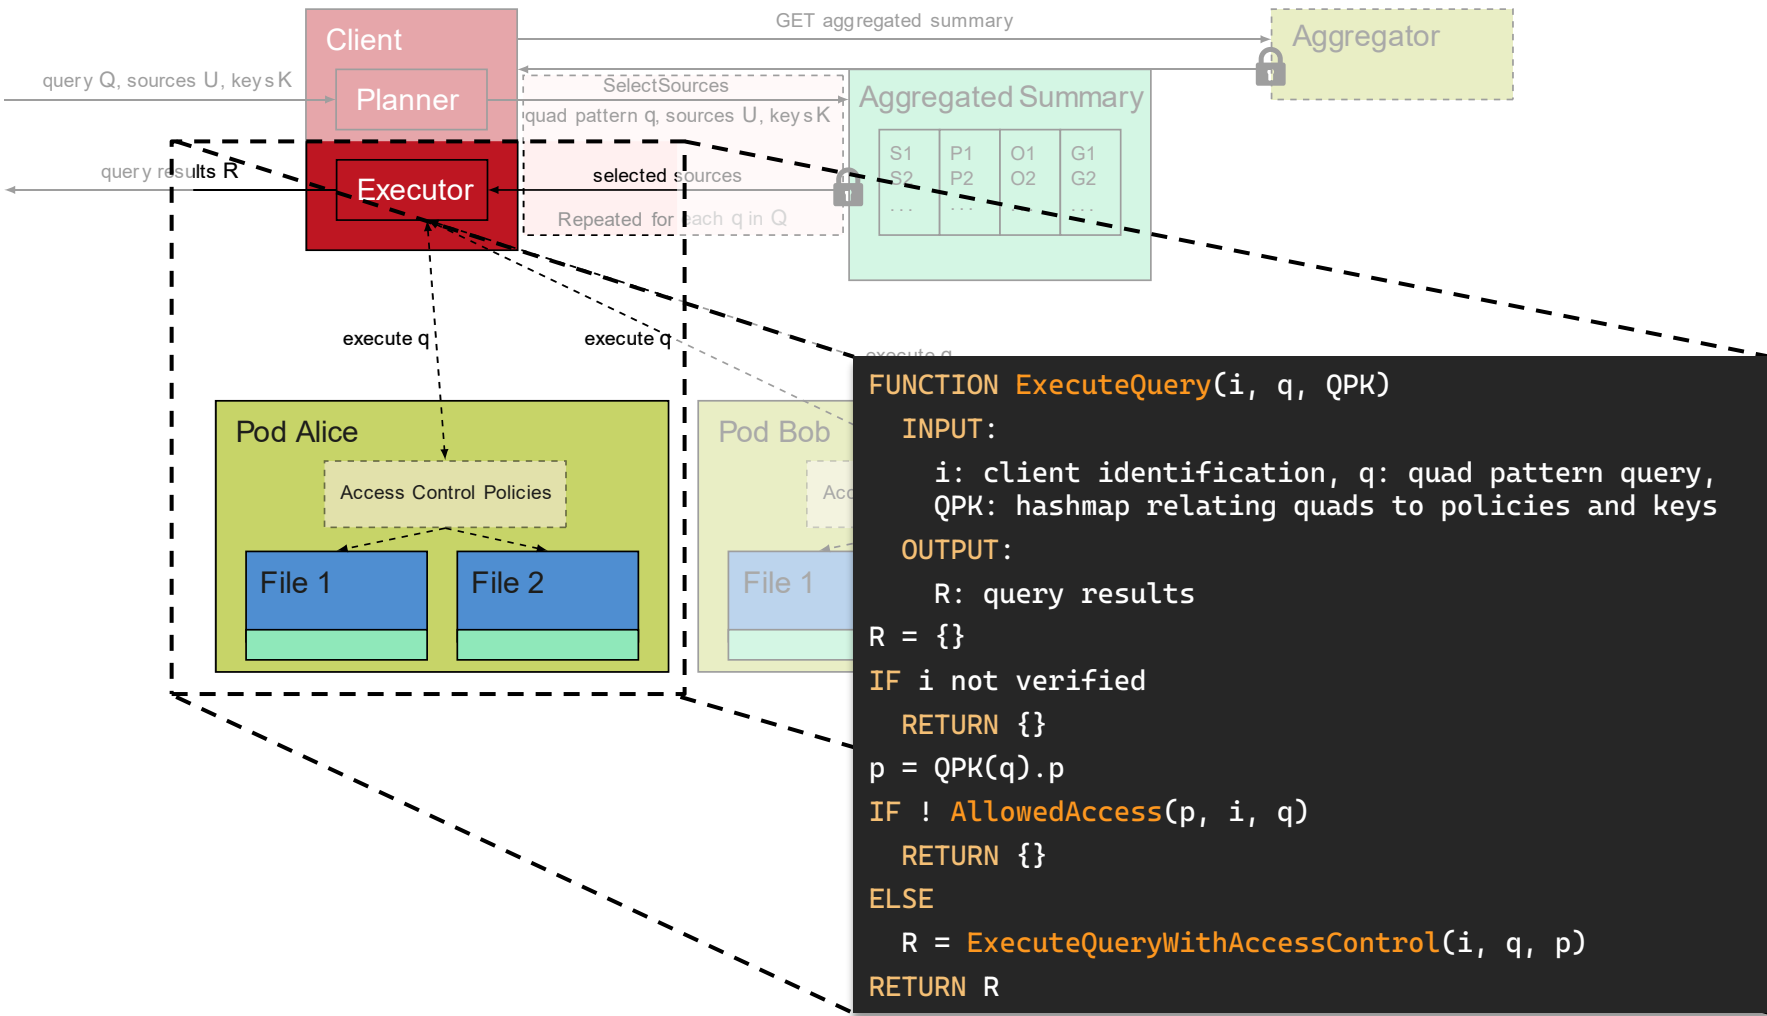 GET aggregated summary
Client
Aggregator
query Q, sources U, keys K
Planner
SelectSources
quad pattern q, sources U, keys K
Aggregated Summary
S1 P1 O1 G1
S2 P2 O2 G2
... ... ...
query results R
Executor
selected sources
Repeated for each q in Q
execute q
execute q
execute q
Pod Alice
Access Control Policies
File 1
File 2
Pod Bob
File 1
FUNCTION ExecuteQuery(i, q, QPK)
INPUT:
i: client identification, q: quad pattern query,
QPK: hashmap relating quads to policies and keys
OUTPUT:
R: query results
R = {}
IF i not verified
RETURN {}
p = QPK(q).p
IF ! AllowedAccess(p, i, q)
RETURN {}
ELSE
R = ExecuteQueryWithAccessControl(i, q, p)
RETURN R